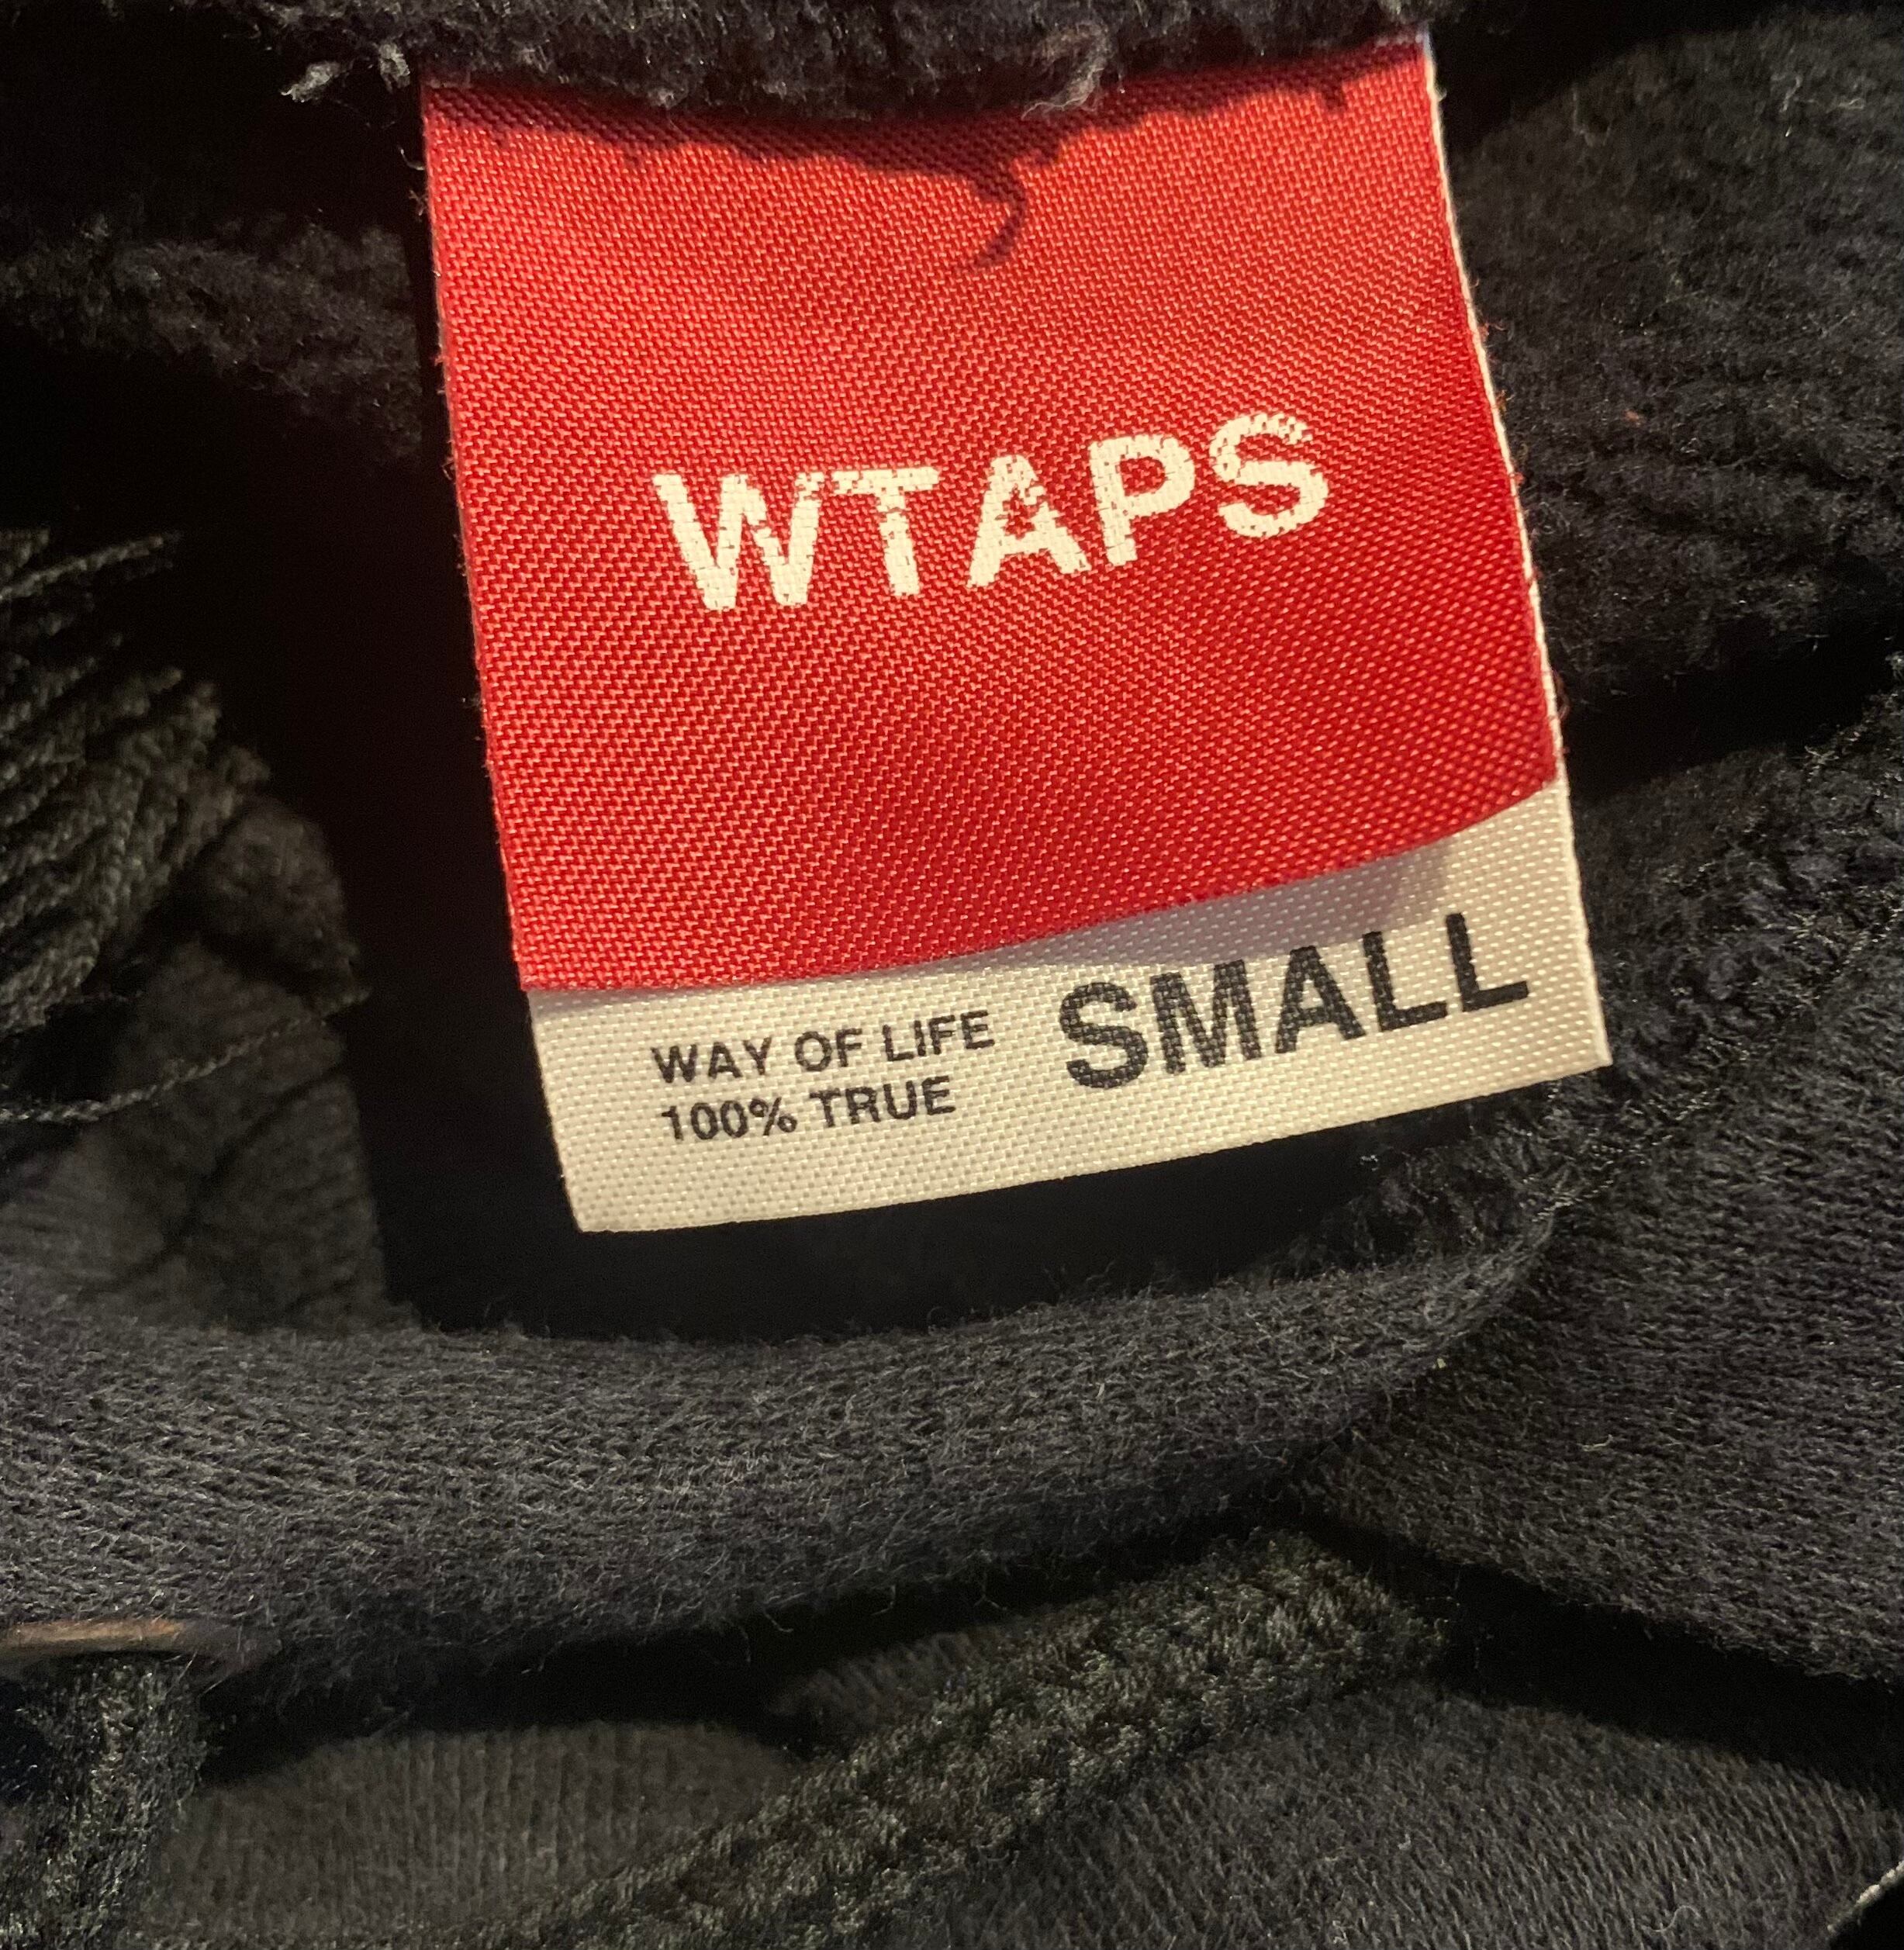 WTAPS
WAY OF LIFE
100% TRUE
SMALL